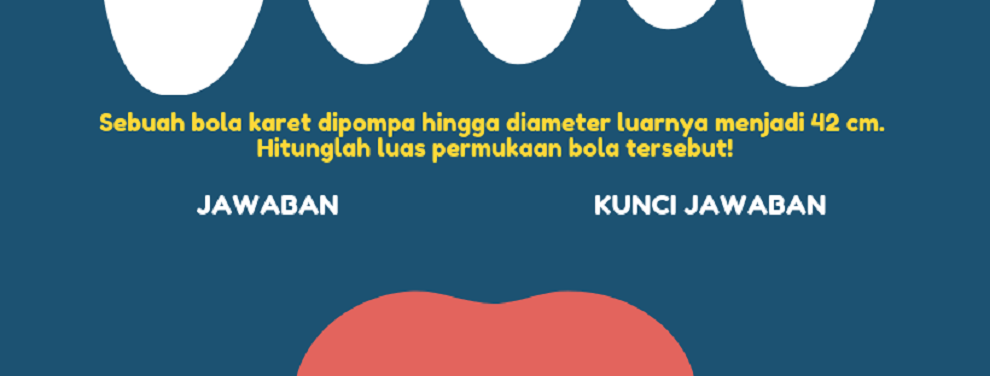 Sebuah bola karet dipompa hingga diameter luarnya menjadi 42 cm.
Hitunglah luas permukaan bola tersebut!
JAWABAN
KUNCI JAWABAN